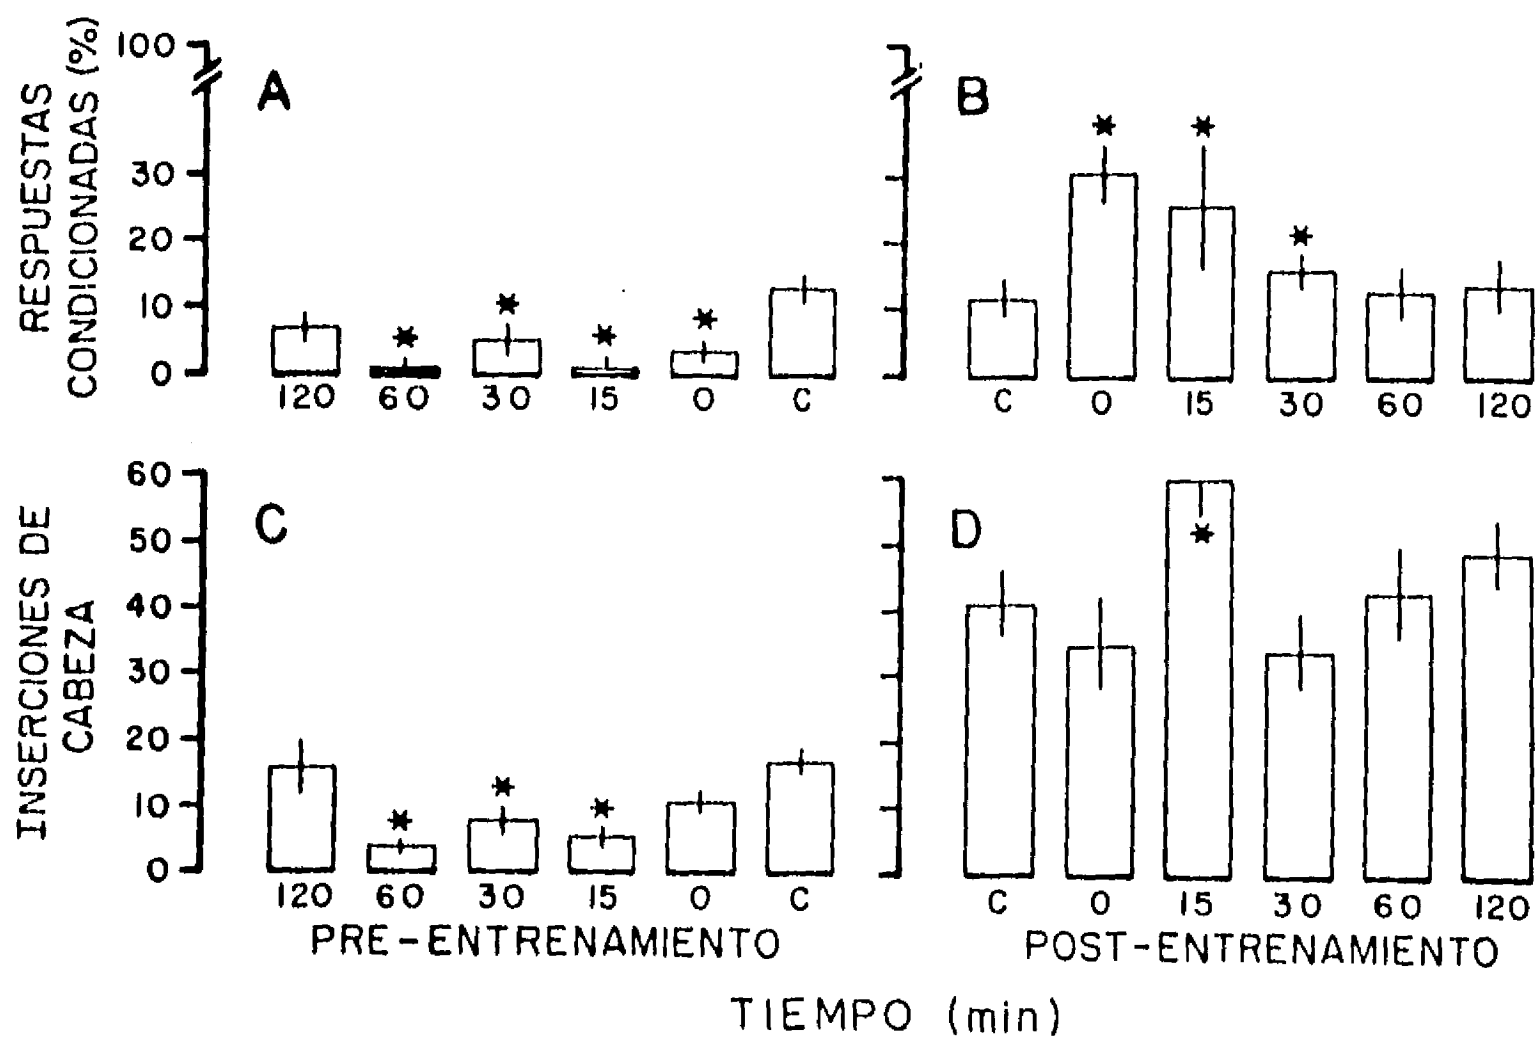 RESPUESTAS
CONDICIONADAS (%)
100
30
20
10
0
A
*
*
*
*
120 60 30 15 0 C
B
*
*
*
C 0 15 30 60 120
INSERCIONES DE
CABEZA
60
50
40
30
20
10
0
C
*
*
*
120 60 30 15 0 C
PRE-ENTRENAMIENTO
D
*
C 0 15 30 60 120
POST-ENTRENAMIENTO
TIEMPO (min)